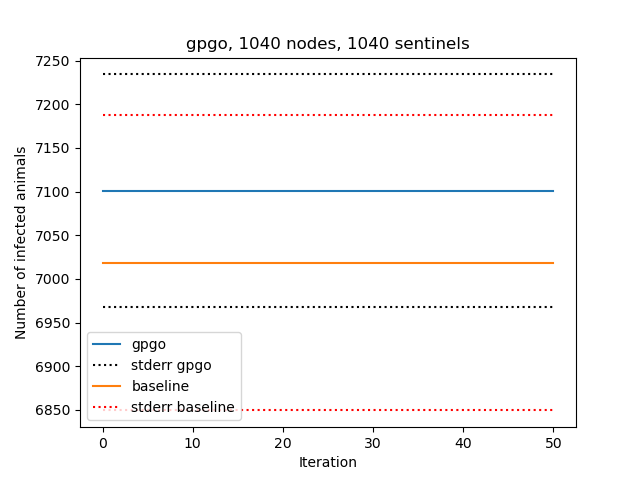 gpgo, 1040 nodes, 1040 sentinels
7250
7200
7150
7100
7050
7000
6950
6900
6850
Number of infected animals
gpgo
stderr gpgo
baseline
stderr baseline
0 10 20 30 40 50
Iteration